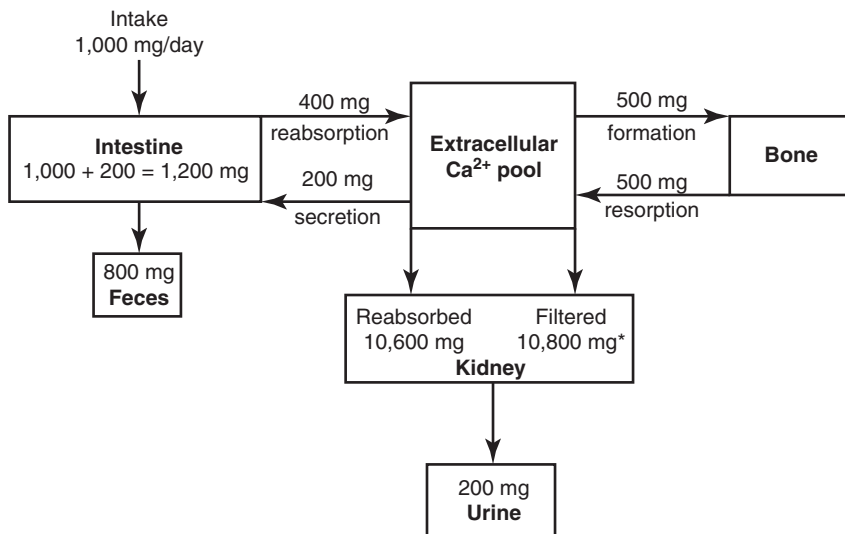 Intake
1,000 mg/day
Intestine
1,000 + 200 = 1,200 mg
400 mg
reabsorption
200 mg
secretion
Extracellular
Ca²⁺ pool
500 mg
formation
500 mg
resorption
Bone
800 mg
Feces
Reabsorbed
10,600 mg
Filtered
10,800 mg*
Kidney
200 mg
Urine